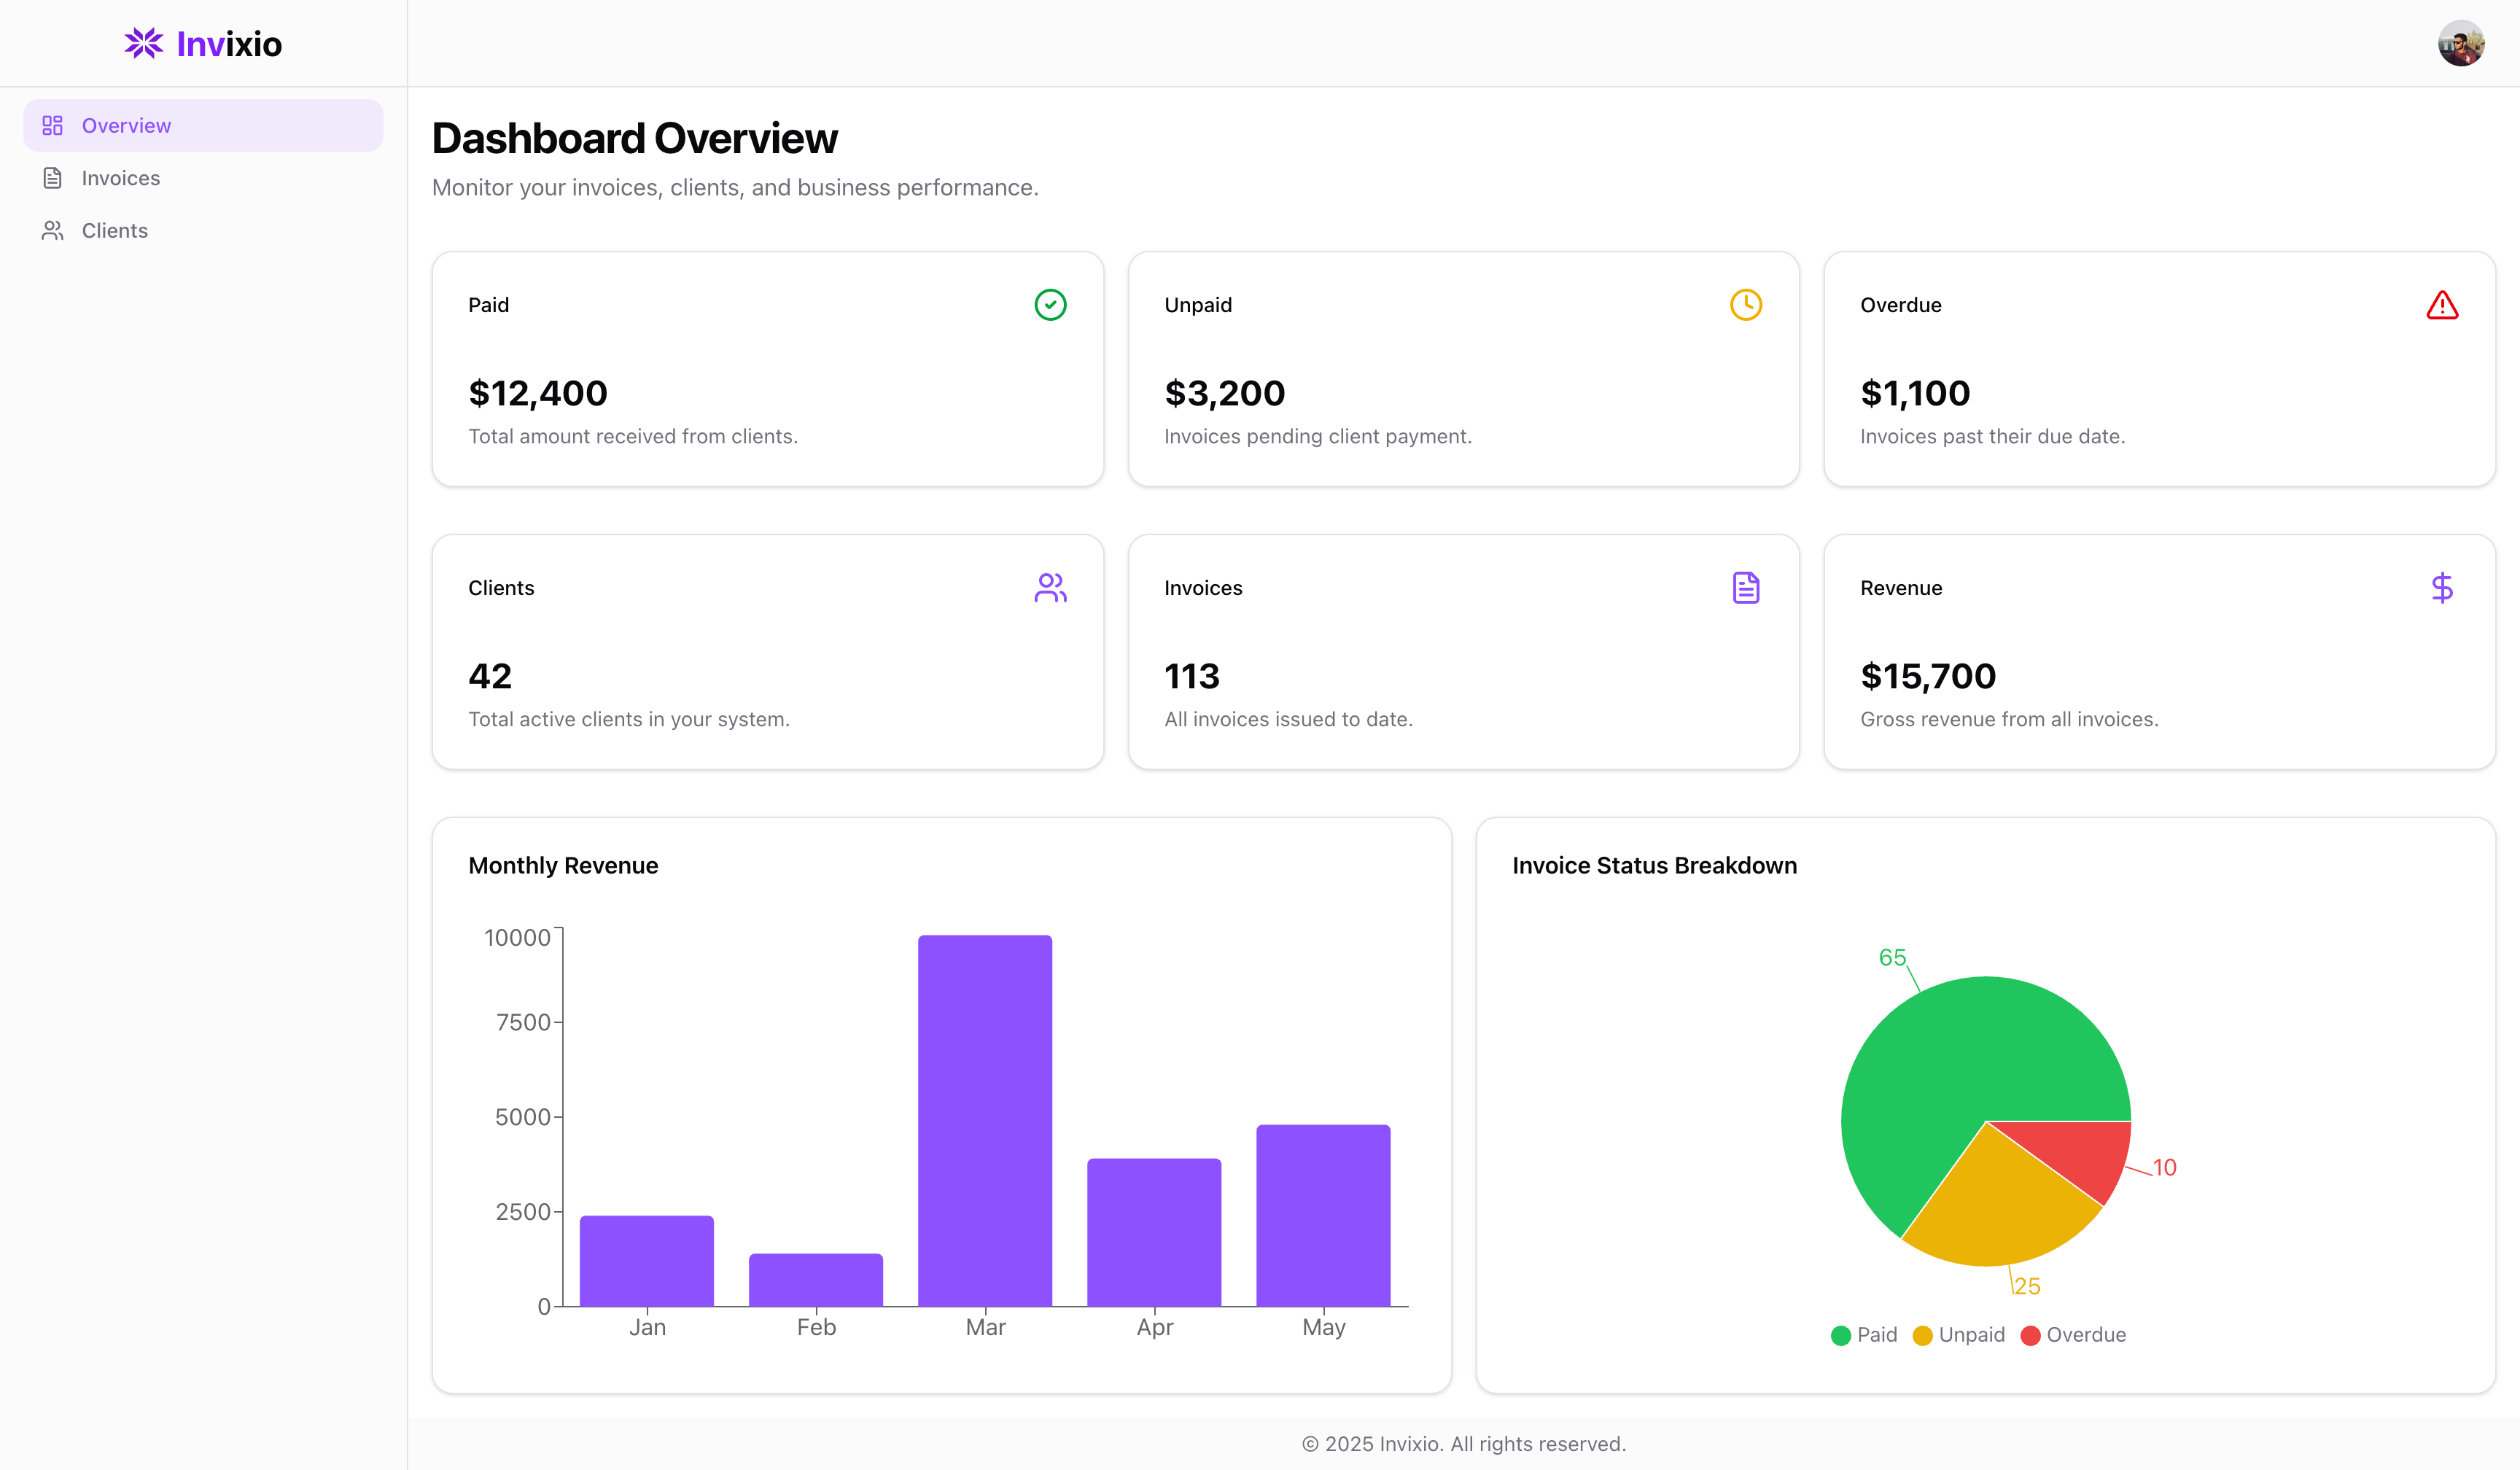 Invixio
Overview
Invoices
Clients
Dashboard Overview
Monitor your invoices, clients, and business performance.
Paid
$12,400
Total amount received from clients.
Unpaid
$3,200
Invoices pending client payment.
Overdue
$1,100
Invoices past their due date.
Clients
42
Total active clients in your system.
Invoices
113
All invoices issued to date.
Revenue
$15,700
Gross revenue from all invoices.
Monthly Revenue
10000
7500
5000
2500
0
Jan Feb Mar Apr May
Invoice Status Breakdown
65
10
25
Paid Unpaid Overdue
© 2025 Invixio. All rights reserved.